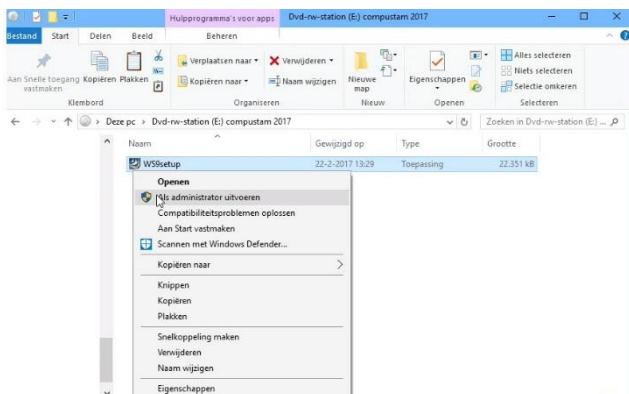 Hulpprogramma's voor apps
Dvd-rw-station (E:) compustam 2017
Bestand
Start
Delen
Beeld
Beheren
Aan Snelle toegang vastmaken
Kopiëren
Plakken
Klembord
Verplaatsen naar
Kopiëren naar
Verwijderen
Naam wijzigen
Organiseren
Nieuwe map
Nieuw
Eigenschappen
Openen
Alles selecteren
Niets selecteren
Selectie omkeren
Selecteren
Deze pc
Dvd-rw-station (E:) compustam 2017
Zoeken in Dvd-rw-station (E:) ...
Naam
Gewijzigd op
Type
Grootte
WS9setup
22-2-2017 13:29
Toepassing
22.351 kB
Openen
Als administrator uitvoeren
Compatibiliteitsproblemen oplossen
Aan Start vastmaken
Scannen met Windows Defender...
Kopiëren naar
Knippen
Kopiëren
Plakken
Snelkoppeling maken
Verwijderen
Naam wijzigen
Eigenschappen